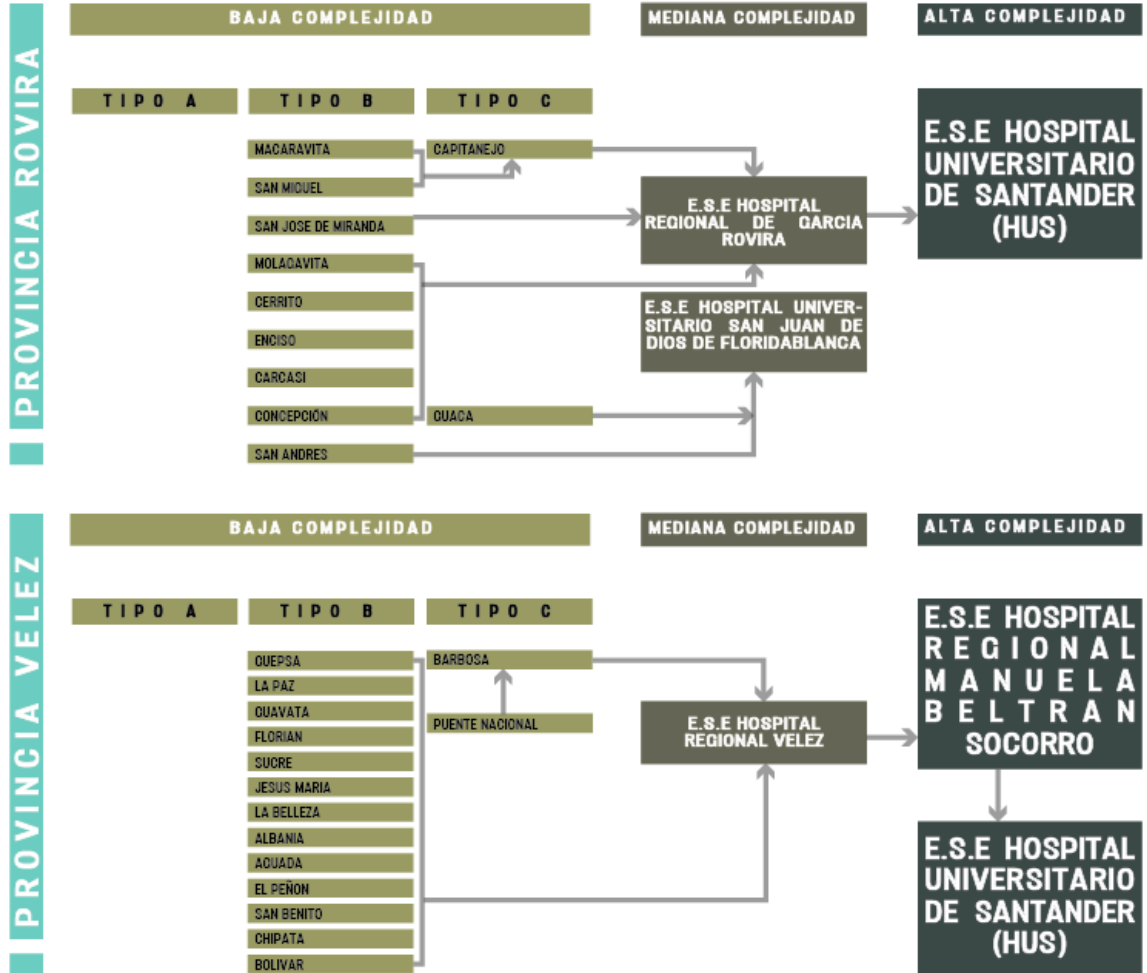 PROVINCIA ROVIRA
BAJA COMPLEJIDAD
MEDIANA COMPLEJIDAD
ALTA COMPLEJIDAD
TIPO A
TIPO B
TIPO C
MACARAVITA
CAPITANEJO
SAN MIGUEL
SAN JOSE DE MIRANDA
MOLAGAVITA
CERRITO
ENCISO
CARCASI
CONCEPCIÓN
GUACA
SAN ANDRES
E.S.E HOSPITAL
REGIONAL DE GARCIA
ROVIRA
E.S.E HOSPITAL UNIVER-
SITARIO SAN JUAN DE
DIOS DE FLORIDABLANCA
E.S.E HOSPITAL
UNIVERSITARIO
DE SANTANDER
(HUS)
PROVINCIA VELEZ
BAJA COMPLEJIDAD
MEDIANA COMPLEJIDAD
ALTA COMPLEJIDAD
TIPO A
TIPO B
TIPO C
GUEPSA
BARBOSA
LA PAZ
GUAVATA
PUENTE NACIONAL
FLORIAN
SUCRE
JESUS MARIA
LA BELLEZA
ALBANIA
AGUADA
EL PEÑON
SAN BENITO
CHIPATA
BOLIVAR
E.S.E HOSPITAL
REGIONAL VELEZ
E.S.E HOSPITAL
REGIONAL
MANUELA
BELTRAN
SOCORRO
E.S.E HOSPITAL
UNIVERSITARIO
DE SANTANDER
(HUS)